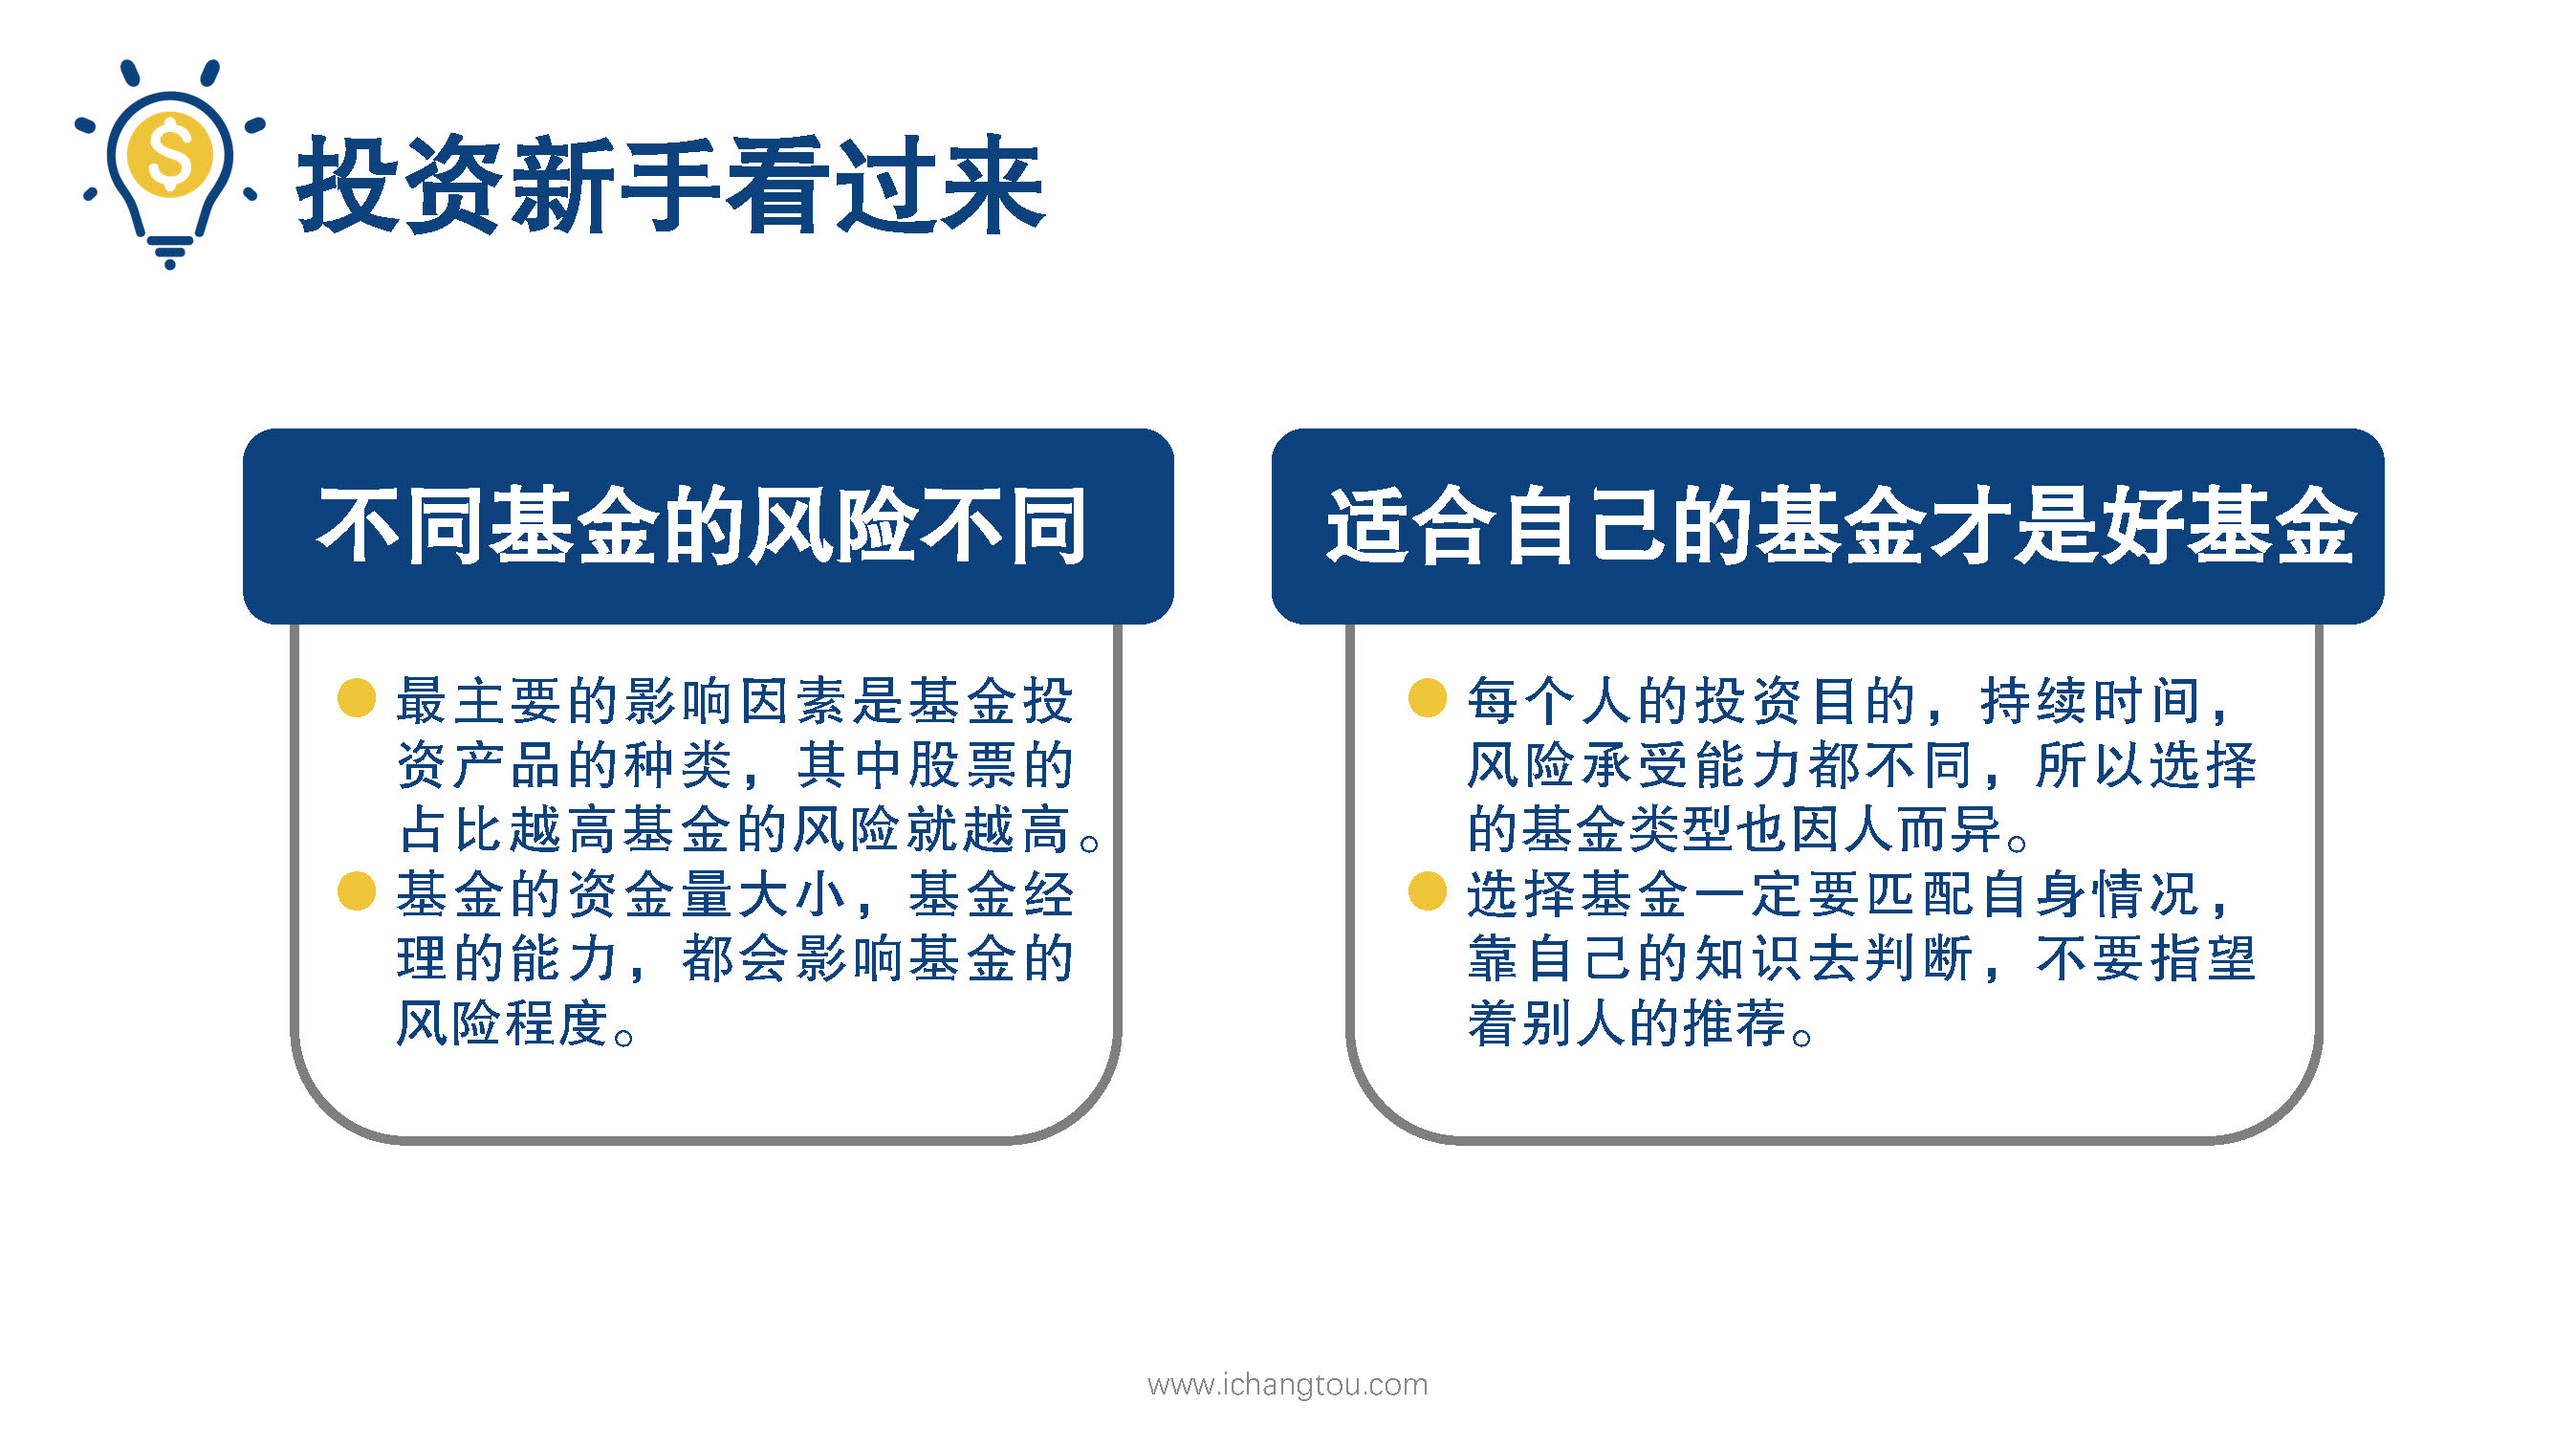 投资新手看过来
不同基金的风险不同
最主要的影响因素是基金投
资产品的种类，其中股票的
占比越高基金的风险就越高。
基金的资金量大小，基金经
理的能力，都会影响基金的
风险程度。
适合自己的基金才是好基金
每个人的投资目的，持续时间，
风险承受能力都不同，所以选择
的基金类型也因人而异。
选择基金一定要匹配自身情况，
靠自己的知识去判断，不要指望
着别人的推荐。
www.ichangtou.com